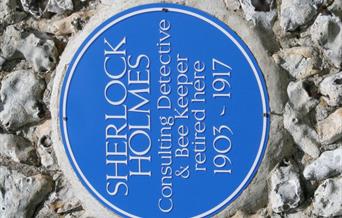 SHERLOCK
HOLMES
Consulting Detective
& Bee Keeper
retired here
1903 - 1917